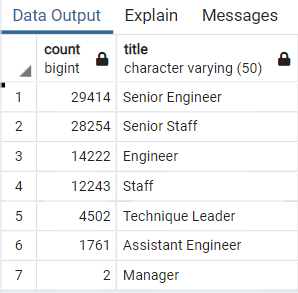 Data Output Explain Messages
count title
bigint character varying (50)
1 29414 Senior Engineer
2 28254 Senior Staff
3 14222 Engineer
4 12243 Staff
5 4502 Technique Leader
6 1761 Assistant Engineer
7 2 Manager